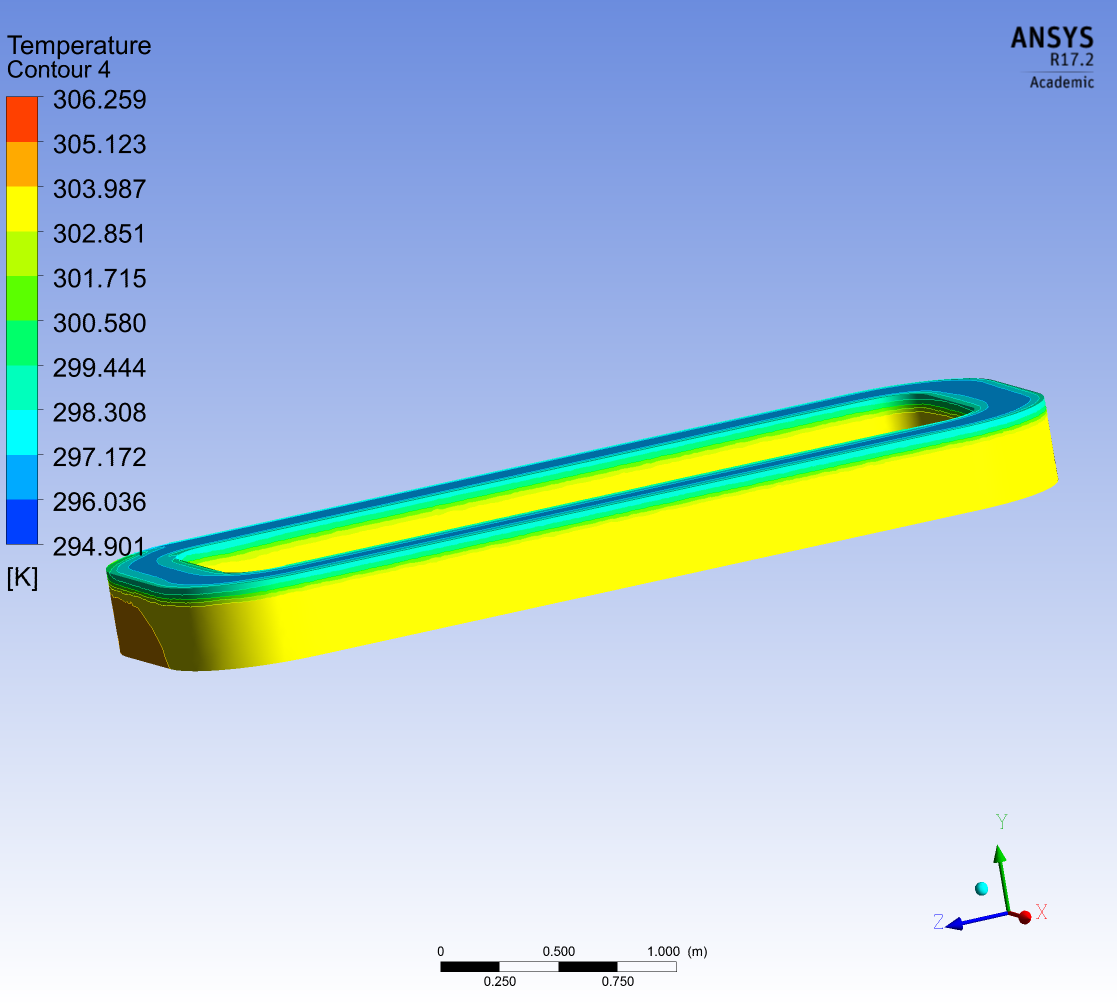 Temperature
Contour 4
306.259
305.123
303.987
302.851
301.715
300.580
299.444
298.308
297.172
296.036
294.901
[K]
ANSYS
R17.2
Academic
Y
Z
X
0 0.500 1.000 (m)
0.250 0.750